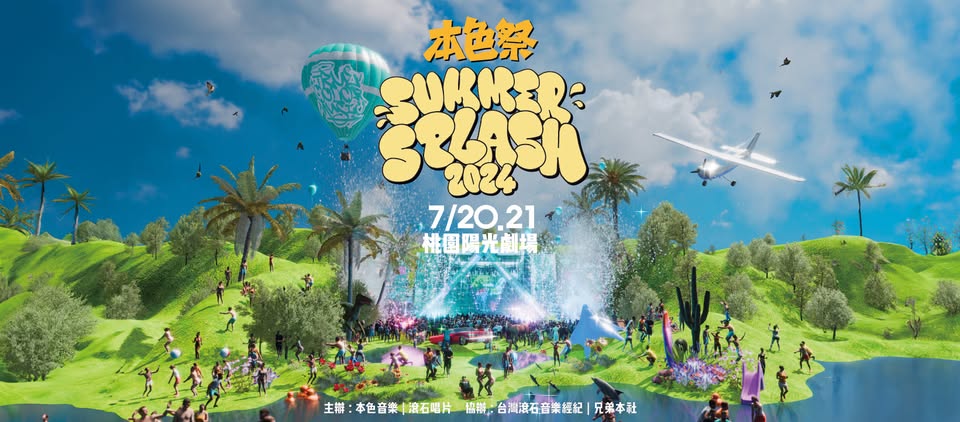 本色祭
SUMMER
SPLASH
2024
7/20.21
桃園陽光劇場
主辦：本色音樂｜滾石唱片　協辦：台灣滾石音樂經紀｜兄弟本社